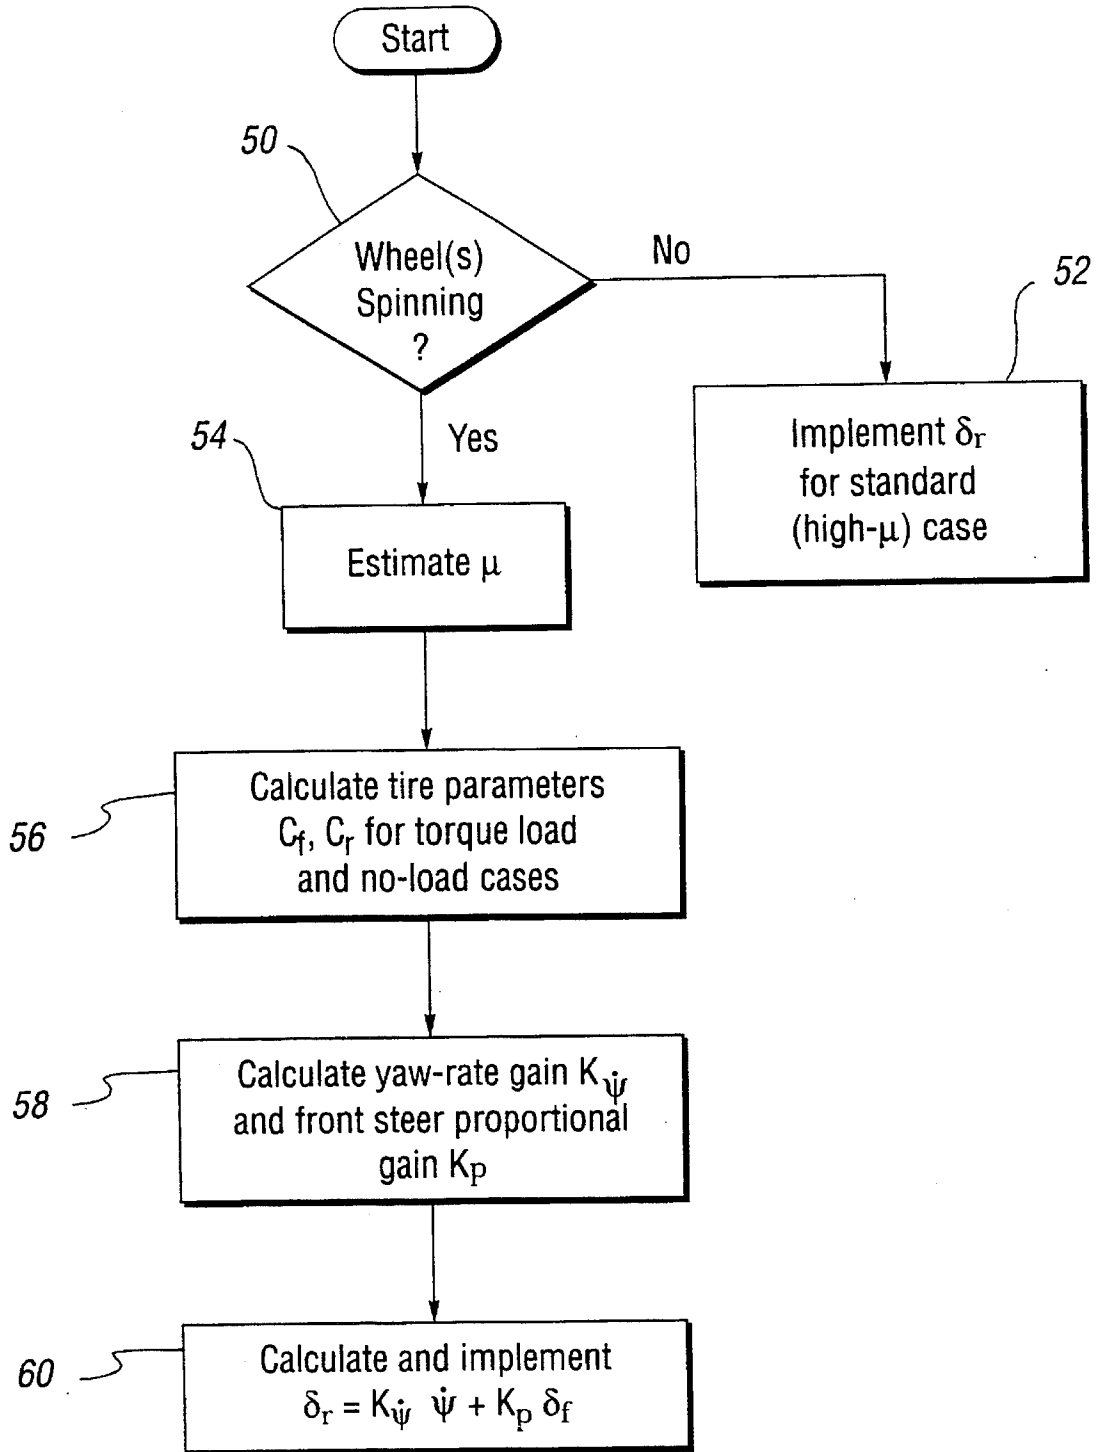 Start
50
Wheel(s)
Spinning
?
No
52
Implement δr
for standard
(high-μ) case
Yes
54
Estimate μ
56
Calculate tire parameters
Cf, Cr for torque load
and no-load cases
58
Calculate yaw-rate gain Kψ̇
and front steer proportional
gain Kp
60
Calculate and implement
δr = Kψ̇ ψ̇ + Kp δf